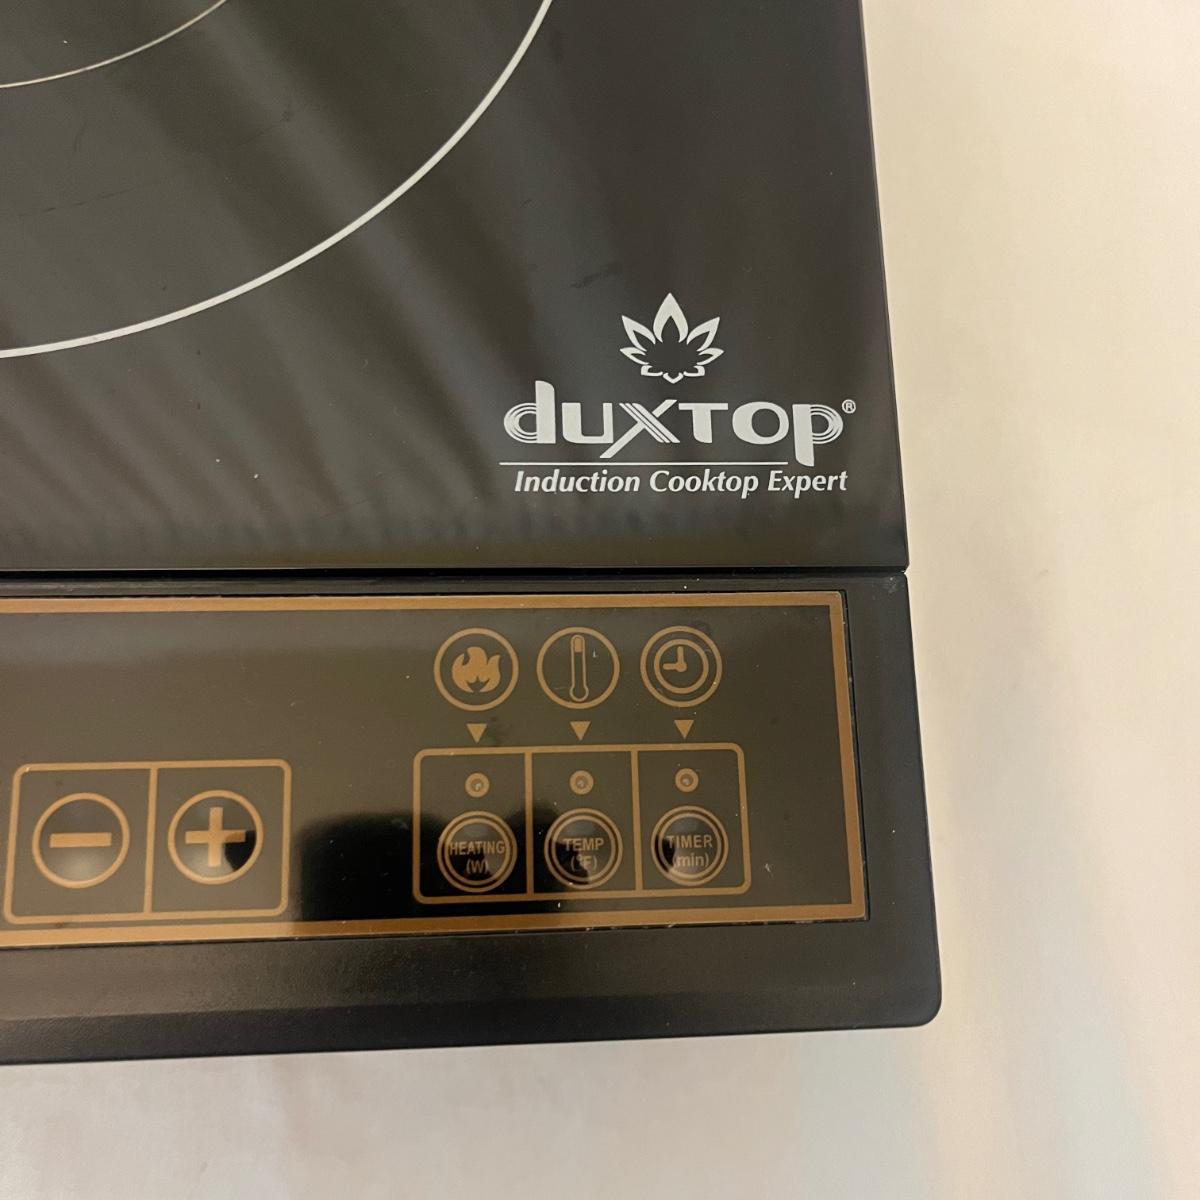 duxTOP®
Induction Cooktop Expert
HEATING
(W)
TEMP
(°F)
TIMER
(min)